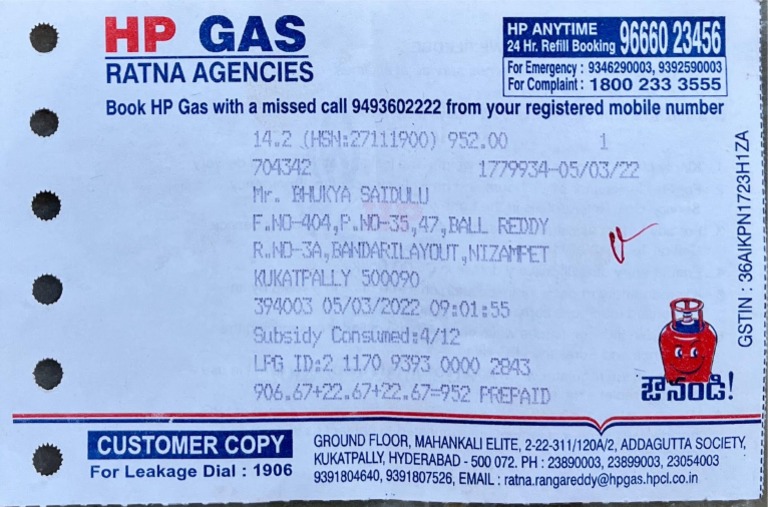 HP GAS
RATNA AGENCIES
HP ANYTIME
24 Hr. Refill Booking 96660 23456
For Emergency : 9346290003, 9392590003
For Complaint : 1800 233 3555
Book HP Gas with a missed call 9493602222 from your registered mobile number
14.2 (HSN:27111900) 952.00 1
704342 1779934-05/03/22
Mr. BHUKYA SAIDULU
F.NO-404,P.NO-35,47,BALL REDDY
R.NO-3A,BANDARILAYOUT,NIZAMPET
KUKATPALLY 500090
394003 05/03/2022 09:01:55
Subsidy Consumed:4/12
LPG ID:2 1170 9393 0000 2843
906.67+22.67+22.67=952 PREPAID
GSTIN : 36AIKPN1723H1ZA
ఔనండి!
CUSTOMER COPY
For Leakage Dial : 1906
GROUND FLOOR, MAHANKALI ELITE, 2-22-311/120A/2, ADDAGUTTA SOCIETY,
KUKATPALLY, HYDERABAD - 500 072. PH : 23890003, 23899003, 23054003
9391804640, 9391807526, EMAIL : ratna.rangareddy@hpgas.hpcl.co.in